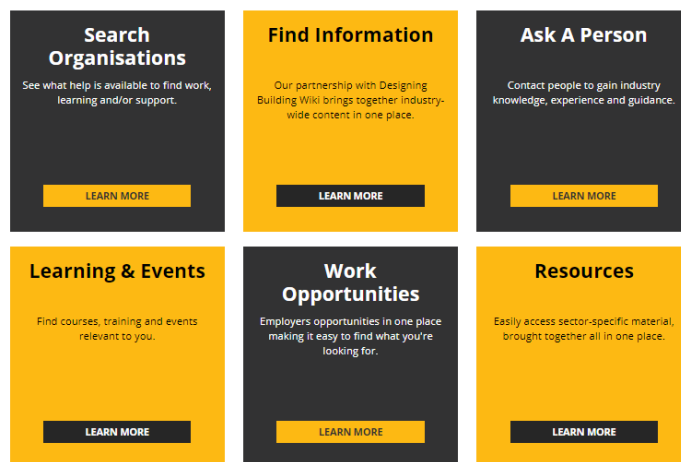 Search
Organisations
See what help is available to find work,
learning and/or support.
LEARN MORE
Find Information
Our partnership with Designing
Building Wiki brings together industry-
wide content in one place.
LEARN MORE
Ask A Person
Contact people to gain industry
knowledge, experience and guidance.
LEARN MORE
Learning & Events
Find courses, training and events
relevant to you.
LEARN MORE
Work
Opportunities
Employers opportunities in one place
making it easy to find what you're
looking for.
LEARN MORE
Resources
Easily access sector-specific material,
brought together all in one place.
LEARN MORE